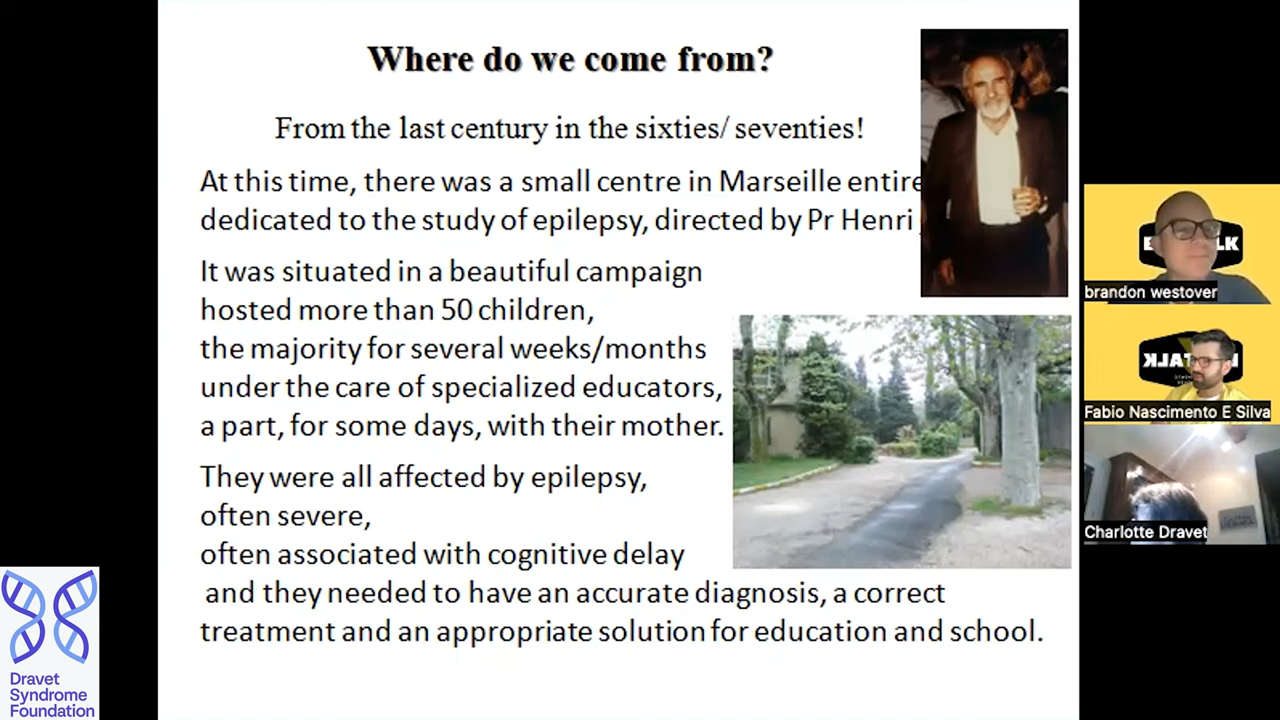 Where do we come from?
From the last century in the sixties/ seventies!
At this time, there was a small centre in Marseille
dedicated to the study of epilepsy, directed by Pr Henri
It was situated in a beautiful campaign
hosted more than 50 children,
the majority for several weeks/months
under the care of specialized educators,
a part, for some days, with their mother.
They were all affected by epilepsy,
often severe,
often associated with cognitive delay
and they needed to have an accurate diagnosis, a correct
treatment and an appropriate solution for education and school.
brandon westover
Fabio Nascimento E Silva
Charlotte Dravet
Dravet
Syndrome
Foundation